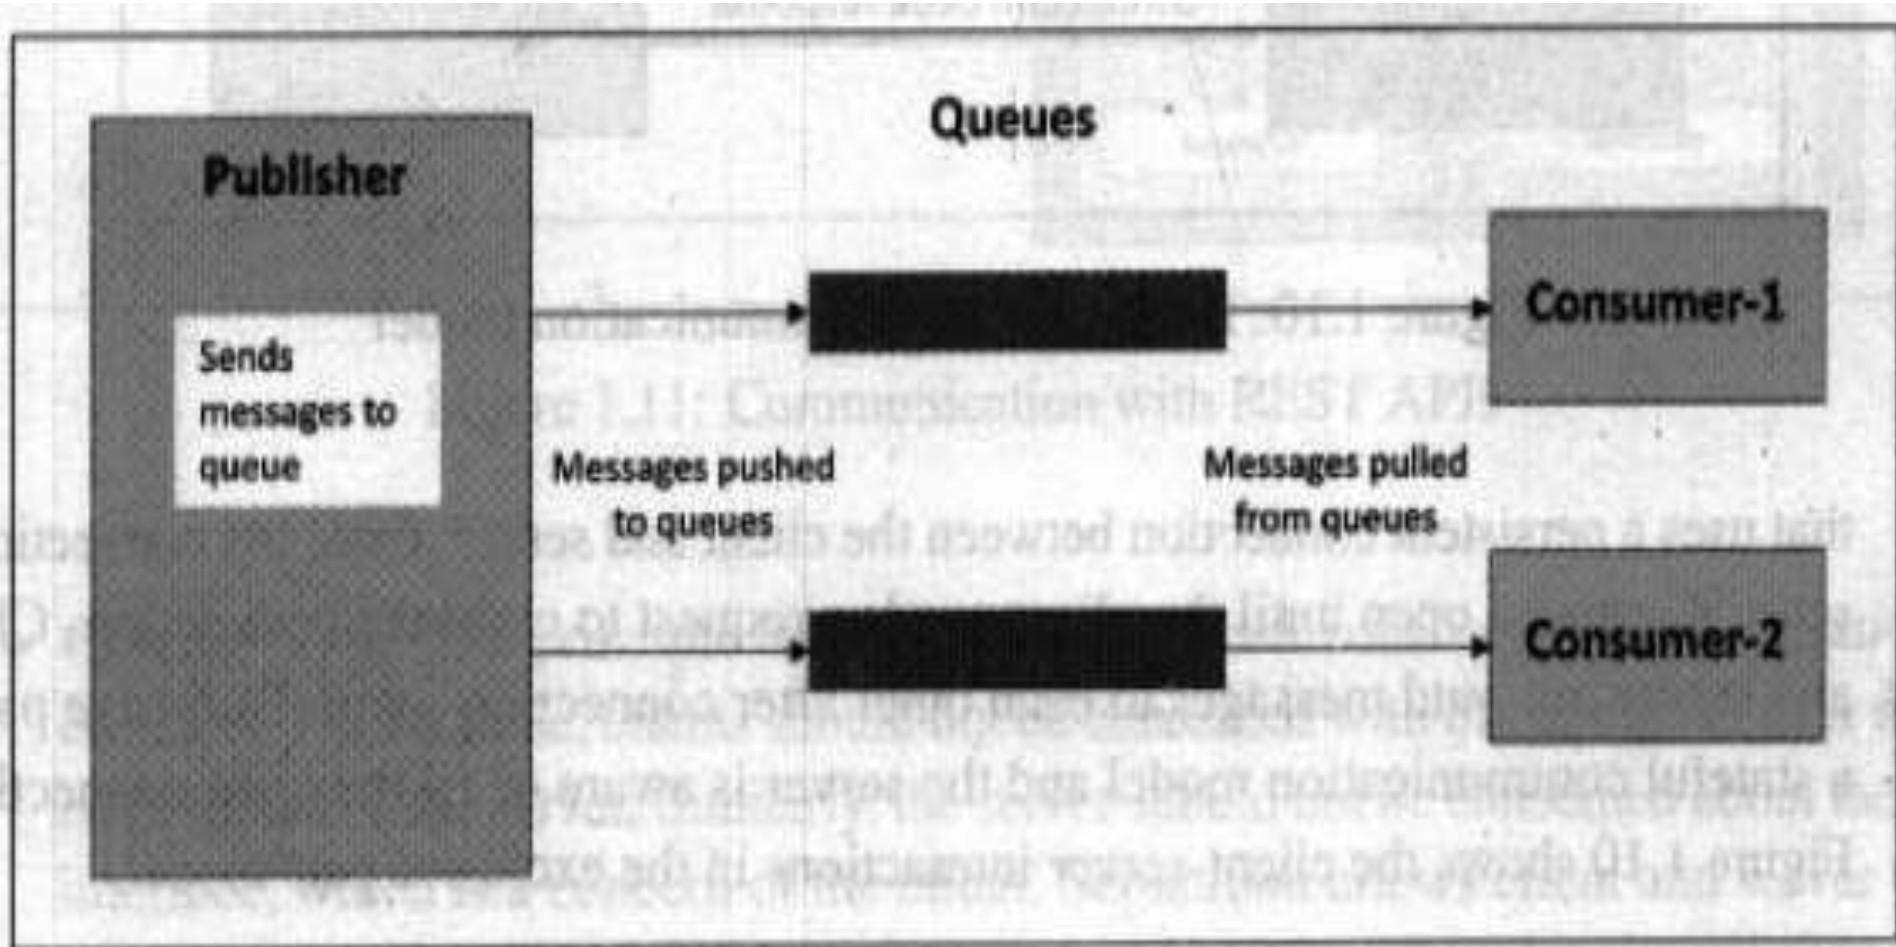 Queues
Publisher
Sends
messages to
queue
Messages pushed
to queues
Messages pulled
from queues
Consumer-1
Consumer-2